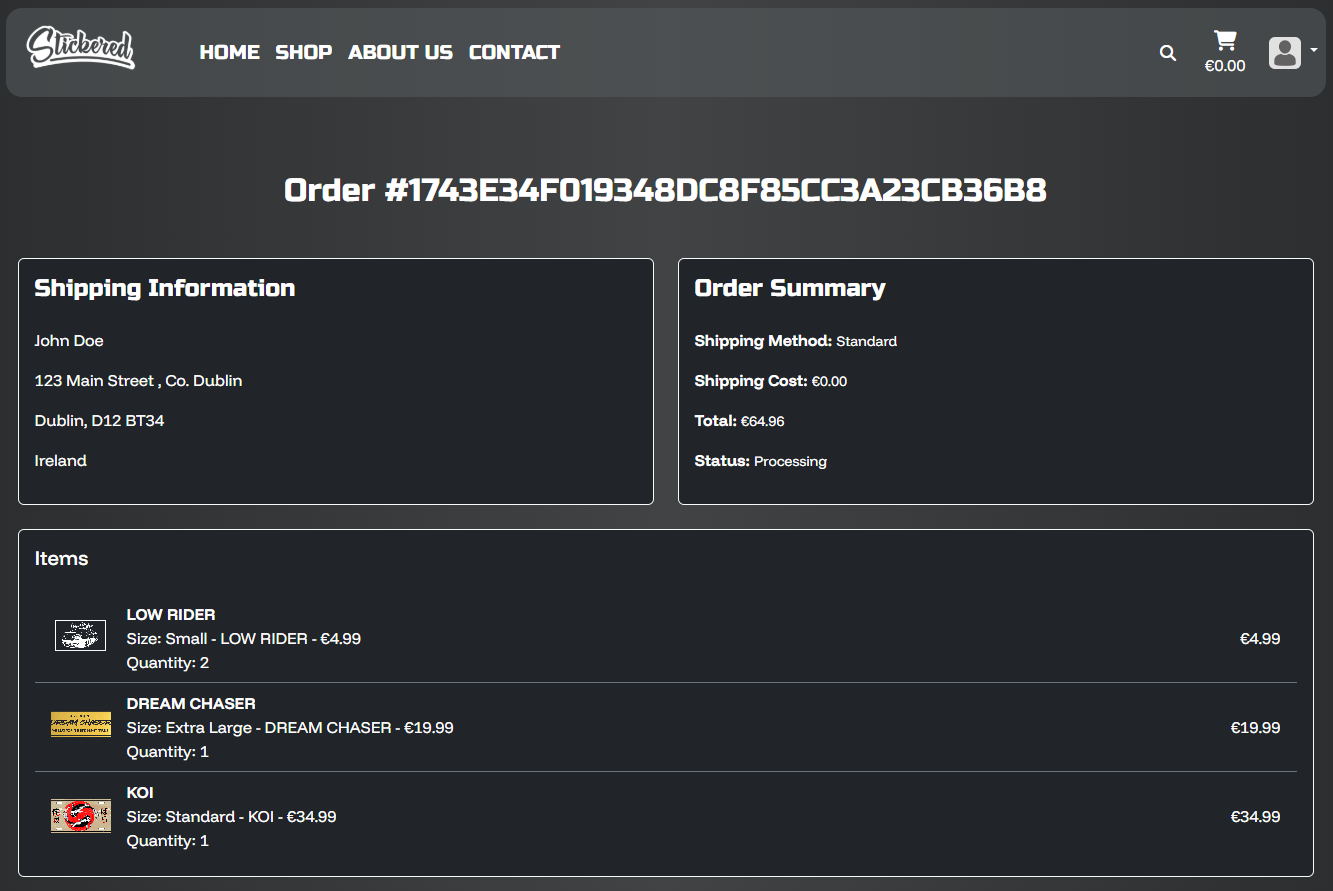 Stickered
HOME SHOP ABOUT US CONTACT
€0.00
Order #1743E34F019348DC8F85CC3A23CB36B8
Shipping Information
John Doe
123 Main Street , Co. Dublin
Dublin, D12 BT34
Ireland
Order Summary
Shipping Method: Standard
Shipping Cost: €0.00
Total: €64.96
Status: Processing
Items
LOW RIDER
Size: Small - LOW RIDER - €4.99
Quantity: 2
€4.99
DREAM CHASER
DREAM CHASER
Size: Extra Large - DREAM CHASER - €19.99
Quantity: 1
€19.99
KOI
Size: Standard - KOI - €34.99
Quantity: 1
€34.99